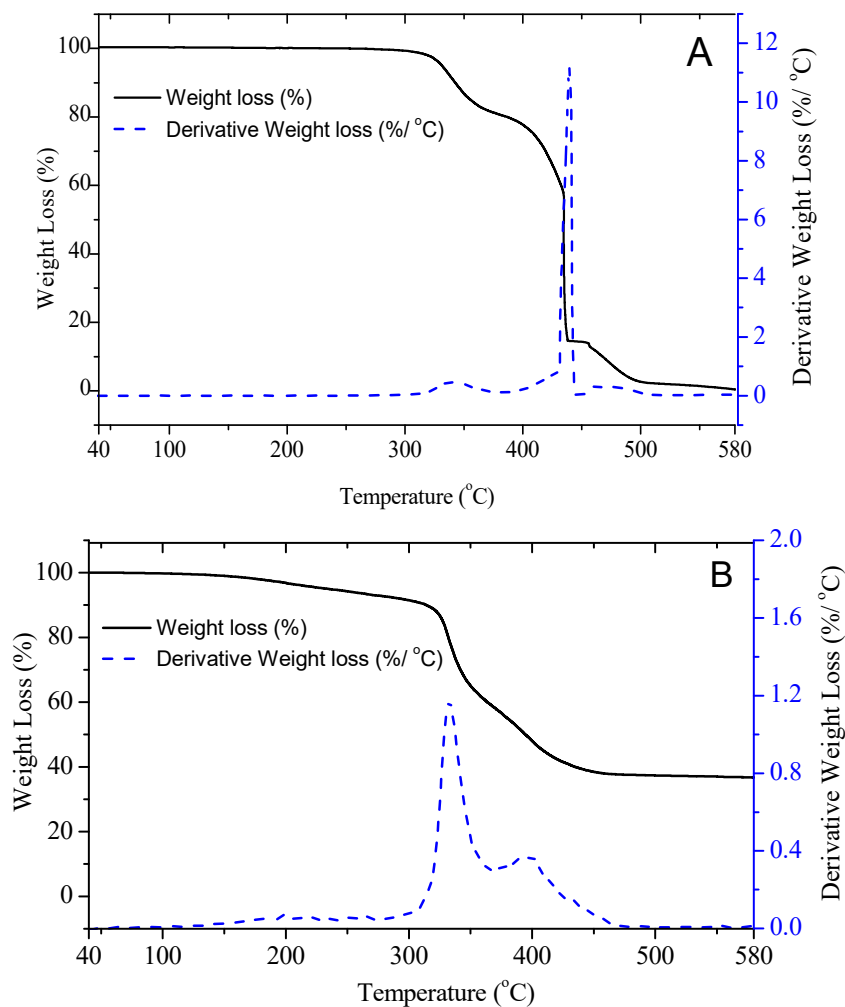 A
Weight loss (%)
Derivative Weight loss (%/ °C)
Weight Loss (%)
100
80
60
40
20
0
Derivative Weight Loss (%/ °C)
12
10
8
6
4
2
0
40 100 200 300 400 500 580
Temperature (°C)
B
Weight loss (%)
Derivative Weight loss (%/ °C)
Weight Loss (%)
100
80
60
40
20
0
Derivative Weight Loss (%/ °C)
2.0
1.6
1.2
0.8
0.4
0.0
40 100 200 300 400 500 580
Temperature (°C)